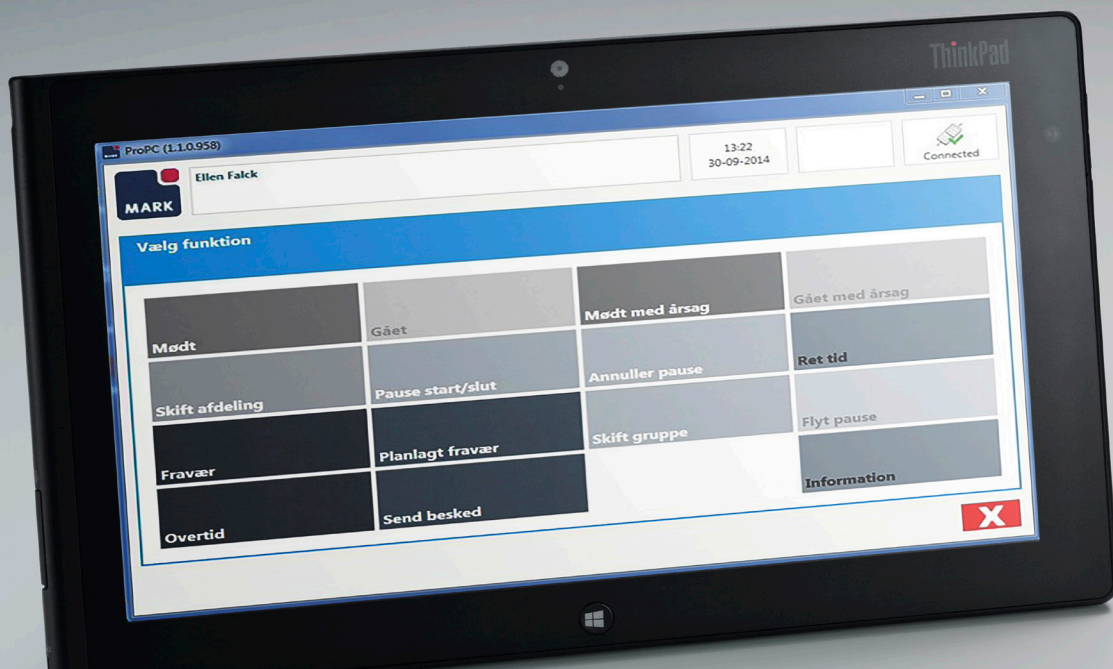 ThinkPad
ProPC (1.1.0.958)
MARK
Ellen Falck
13:22
30-09-2014
Connected
Vælg funktion
Mødt
Gået
Mødt med årsag
Gået med årsag
Skift afdeling
Pause start/slut
Annuller pause
Ret tid
Fravær
Planlagt fravær
Skift gruppe
Flyt pause
Overtid
Send besked
Information
X